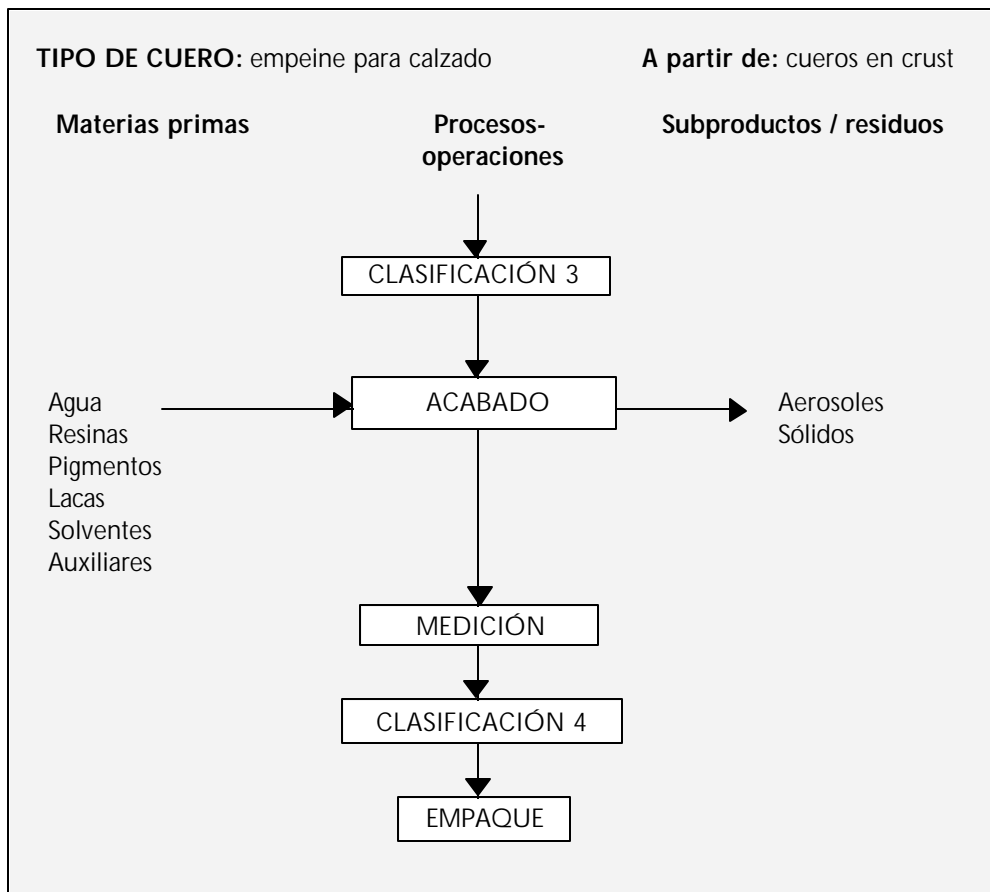 TIPO DE CUERO: empeine para calzado A partir de: cueros en crust
Materias primas Procesos- Subproductos / residuos
operaciones
CLASIFICACIÓN 3
ACABADO
Agua
Resinas
Pigmentos
Lacas
Solventes
Auxiliares
Aerosoles
Sólidos
MEDICIÓN
CLASIFICACIÓN 4
EMPAQUE